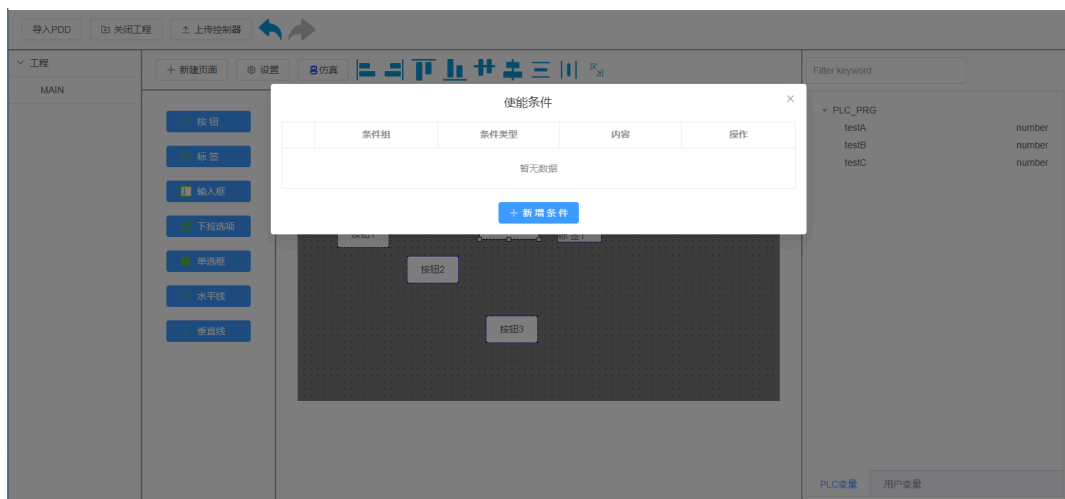 导入PDD 关闭工程 上传控制器
工程
MAIN
新建页面 设置 仿真
Filter keyword
按钮
标签
输入框
下拉选项
单选框
水平线
垂直线
使能条件
条件组 条件类型 内容 操作
暂无数据
新增条件
标签1
按钮2
按钮3
PLC_PRG
testA number
testB number
testC number
PLC变量 用户变量